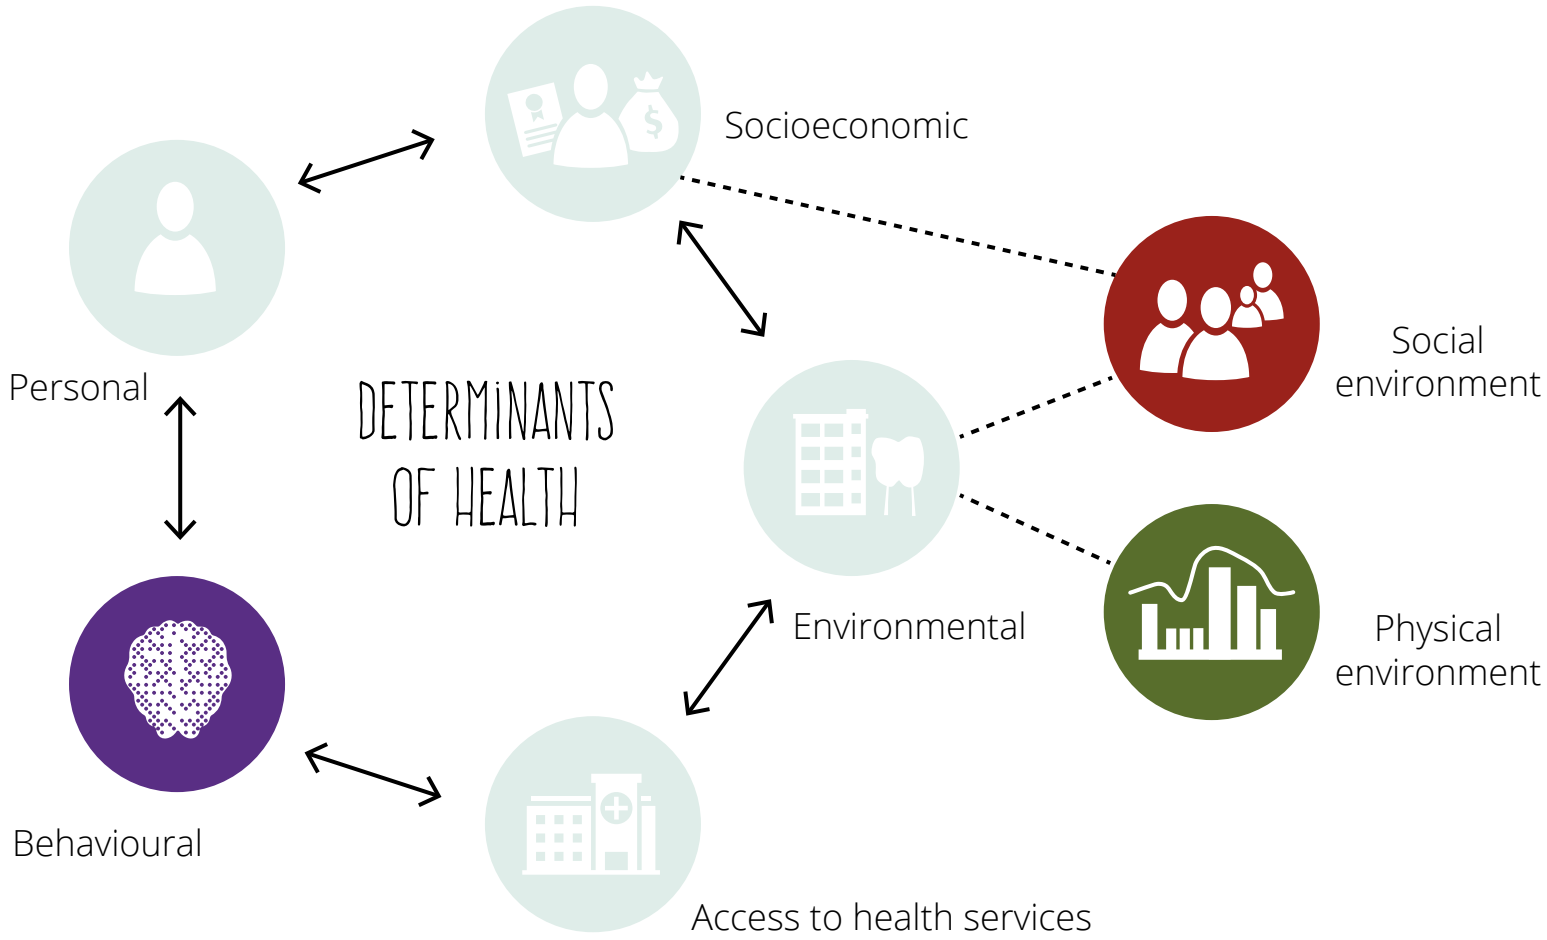 Socioeconomic
Personal
DETERMiNANTS
OF HEALTH
Social
environment
Environmental
Physical
environment
Behavioural
Access to health services
$